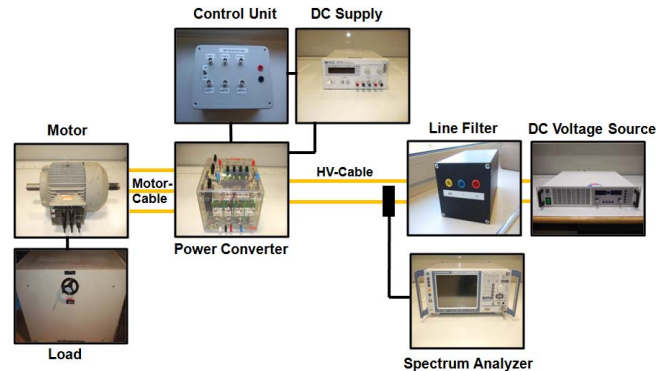 Control Unit
DC Supply
Motor
Line Filter
DC Voltage Source
Motor-
Cable
HV-Cable
Power Converter
Load
Spectrum Analyzer